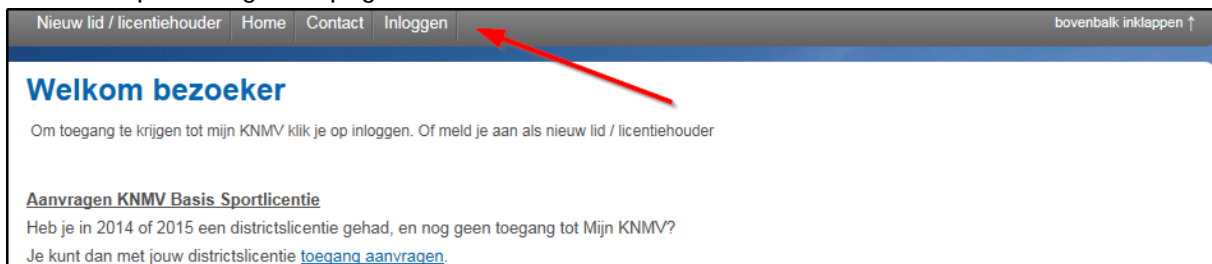 Nieuw lid / licentiehouder Home Contact Inloggen bovenbalk inklappen ↑
Welkom bezoeker
Om toegang te krijgen tot mijn KNMV klik je op inloggen. Of meld je aan als nieuw lid / licentiehouder
Aanvragen KNMV Basis Sportlicentie
Heb je in 2014 of 2015 een districtslicentie gehad, en nog geen toegang tot Mijn KNMV?
Je kunt dan met jouw districtslicentie toegang aanvragen.